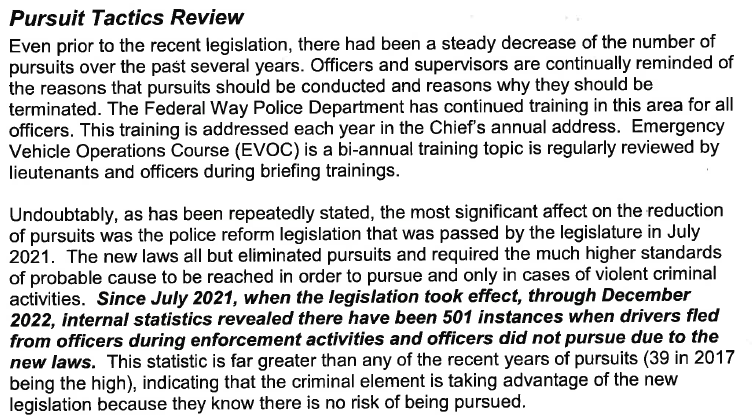 Pursuit Tactics Review
Even prior to the recent legislation, there had been a steady decrease of the number of
pursuits over the past several years. Officers and supervisors are continually reminded of
the reasons that pursuits should be conducted and reasons why they should be
terminated. The Federal Way Police Department has continued training in this area for all
officers. This training is addressed each year in the Chief's annual address. Emergency
Vehicle Operations Course (EVOC) is a bi-annual training topic is regularly reviewed by
lieutenants and officers during briefing trainings.
Undoubtably, as has been repeatedly stated, the most significant affect on the reduction
of pursuits was the police reform legislation that was passed by the legislature in July
2021. The new laws all but eliminated pursuits and required the much higher standards
of probable cause to be reached in order to pursue and only in cases of violent criminal
activities. Since July 2021, when the legislation took effect, through December
2022, internal statistics revealed there have been 501 instances when drivers fled
from officers during enforcement activities and officers did not pursue due to the
new laws. This statistic is far greater than any of the recent years of pursuits (39 in 2017
being the high), indicating that the criminal element is taking advantage of the new
legislation because they know there is no risk of being pursued.